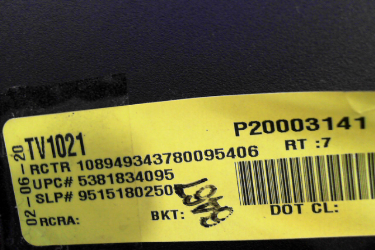 TV1021
P20003141
RCTR 108949343780095406
RT :7
UPC# 5381834095
SLP# 9515180250
RCRA:
BKT:
DOT CL:
02-06-20